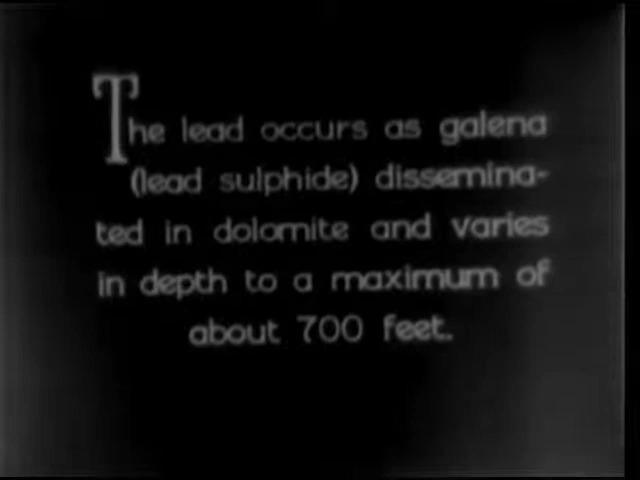 The lead occurs as galena
(lead sulphide) dissemina-
ted in dolomite and varies
in depth to a maximum of
about 700 feet.